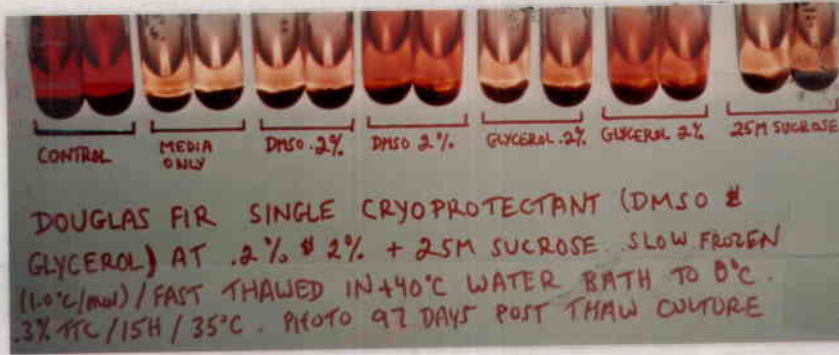 CONTROL
MEDIA ONLY
DMSO .2%
DMSO 2%
GLYCEROL .2%
GLYCEROL 2%
25M SUCROSE
DOUGLAS FIR SINGLE CRYOPROTECTANT (DMSO &
GLYCEROL) AT .2% & 2% + 25M SUCROSE. SLOW FROZEN
(1.0°C/min) / FAST THAWED IN +40°C WATER BATH TO 0°C.
.3% TTC / 15H / 35°C. PHOTO 97 DAYS POST THAW CULTURE